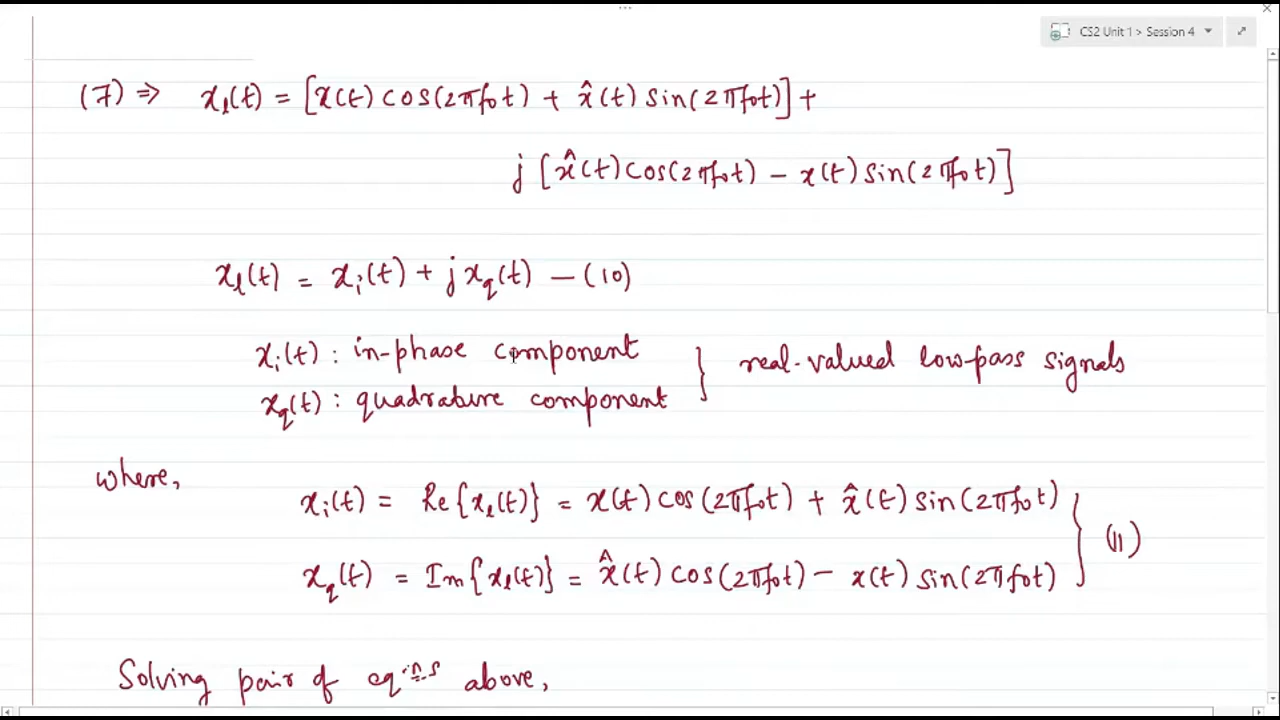 CS2 Unit 1 > Session 4
(7) ⇒ x_l(t) = [x(t) cos(2πf₀t) + x̂(t) sin(2πf₀t)] +
j [x̂(t) cos(2πf₀t) − x(t) sin(2πf₀t)]
x_l(t) = x_i(t) + j x_q(t) — (10)
x_i(t) : in-phase component
x_q(t) : quadrature component } real-valued low-pass signals
where,
x_i(t) = Re{x_l(t)} = x(t) cos(2πf₀t) + x̂(t) sin(2πf₀t)
x_q(t) = Im{x_l(t)} = x̂(t) cos(2πf₀t) − x(t) sin(2πf₀t) } (11)
Solving pair of eqⁿˢ above,